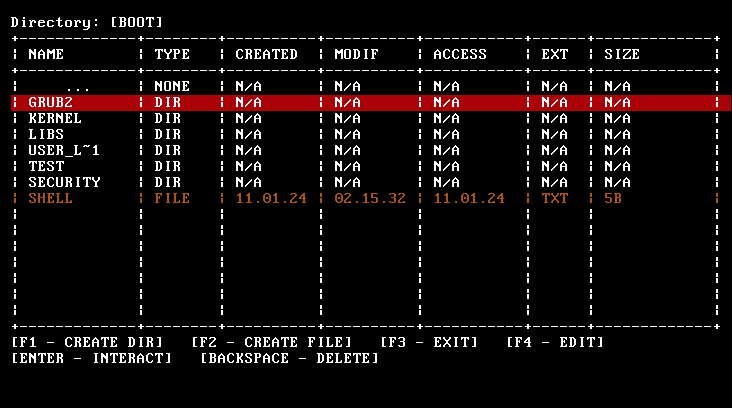 Directory: [BOOT]
+-------------+--------+----------+-----------+-----------+------+-------------+
¦ NAME        ¦ TYPE   ¦ CREATED  ¦ MODIF     ¦ ACCESS    ¦ EXT  ¦ SIZE        ¦
+-------------+--------+----------+-----------+-----------+------+-------------+
¦     ...     ¦ NONE   ¦ N/A      ¦ N/A       ¦ N/A       ¦ N/A  ¦ N/A         ¦
¦ GRUB2       ¦ DIR    ¦ N/A      ¦ N/A       ¦ N/A       ¦ N/A  ¦ N/A         ¦
¦ KERNEL      ¦ DIR    ¦ N/A      ¦ N/A       ¦ N/A       ¦ N/A  ¦ N/A         ¦
¦ LIBS        ¦ DIR    ¦ N/A      ¦ N/A       ¦ N/A       ¦ N/A  ¦ N/A         ¦
¦ USER_L~1    ¦ DIR    ¦ N/A      ¦ N/A       ¦ N/A       ¦ N/A  ¦ N/A         ¦
¦ TEST        ¦ DIR    ¦ N/A      ¦ N/A       ¦ N/A       ¦ N/A  ¦ N/A         ¦
¦ SECURITY    ¦ DIR    ¦ N/A      ¦ N/A       ¦ N/A       ¦ N/A  ¦ N/A         ¦
¦ SHELL       ¦ FILE   ¦ 11.01.24 ¦ 02.15.32  ¦ 11.01.24  ¦ TXT  ¦ 5B          ¦
+-------------+--------+----------+-----------+-----------+------+-------------+
[F1 - CREATE DIR]   [F2 - CREATE FILE]   [F3 - EXIT]   [F4 - EDIT]
[ENTER - INTERACT]   [BACKSPACE - DELETE]